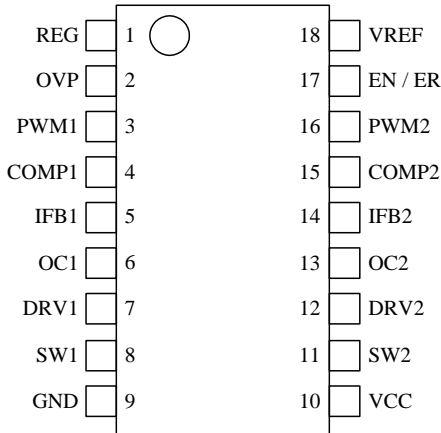 REG 1 18 VREF
OVP 2 17 EN / ER
PWM1 3 16 PWM2
COMP1 4 15 COMP2
IFB1 5 14 IFB2
OC1 6 13 OC2
DRV1 7 12 DRV2
SW1 8 11 SW2
GND 9 10 VCC